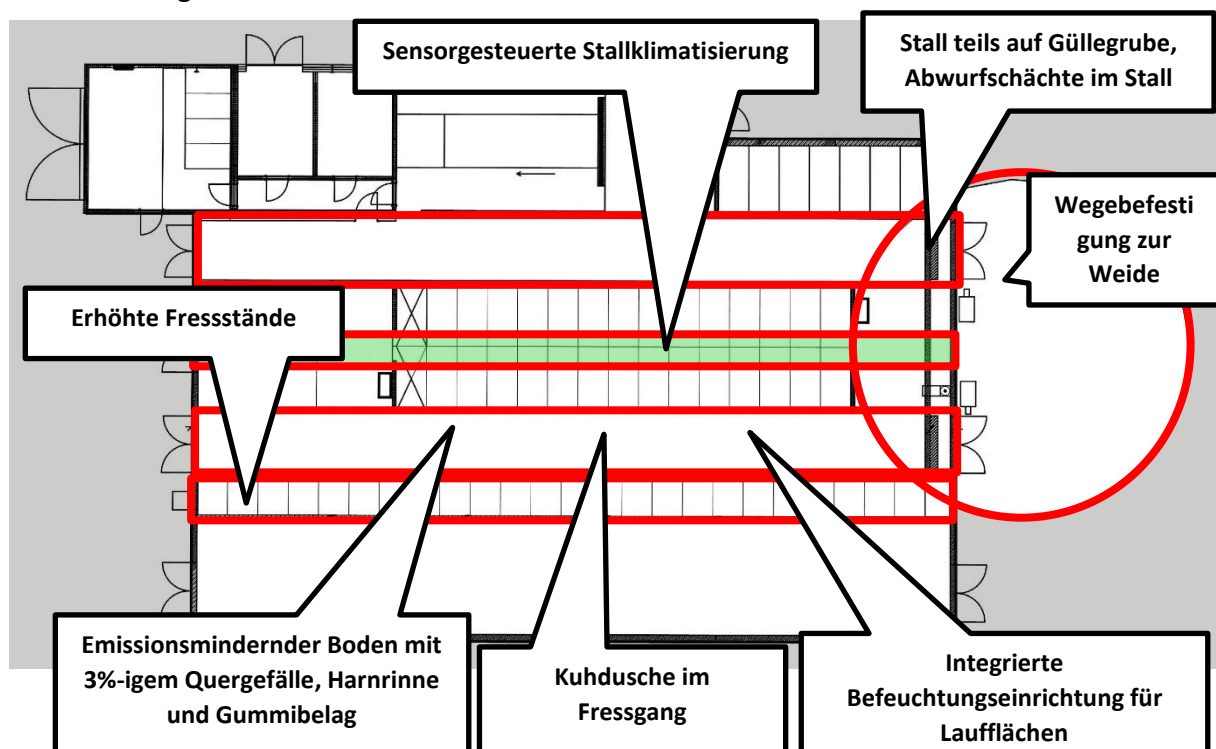 Sensorgesteuerte Stallklimatisierung
Stall teils auf Güllegrube,
Abwurfschächte im Stall
Wegebefesti
gung zur
Weide
Erhöhte Fressstände
Emissionsmindernder Boden mit
3%-igem Quergefälle, Harnrinne
und Gummibelag
Kuhdusche im
Fressgang
Integrierte
Befeuchtungseinrichtung für
Laufflächen